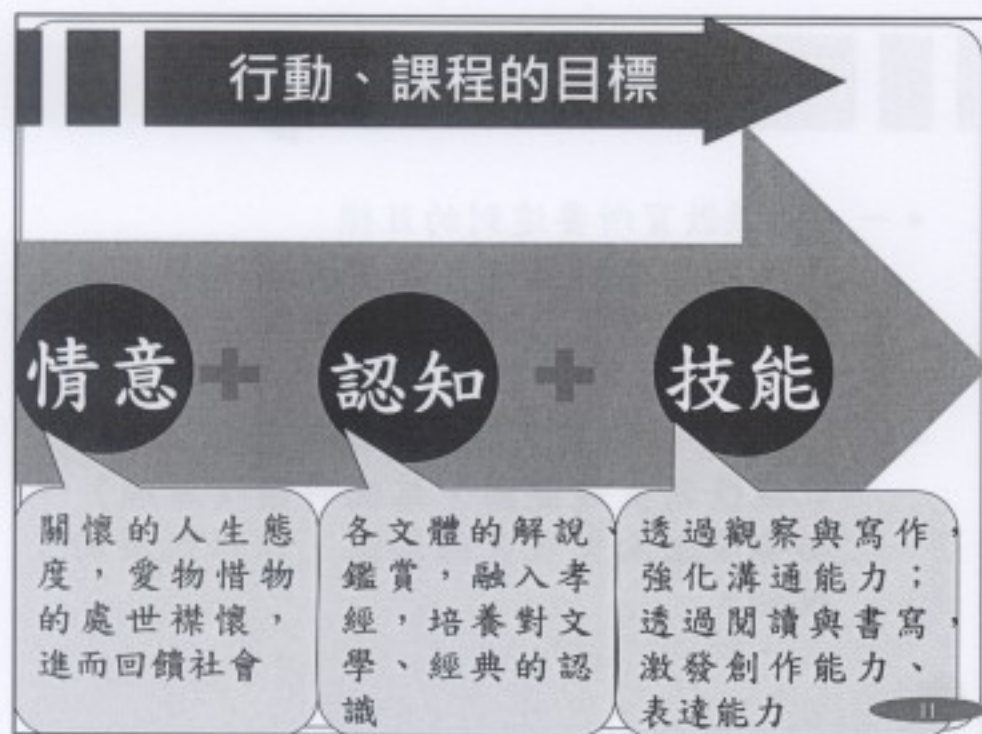 行動、課程的目標
情意
認知
技能
關懷的人生態
度，愛物惜物
的處世襟懷，
進而回饋社會
各文體的解說、
鑑賞，融入孝
經，培養對文
學、經典的認
識
透過觀察與寫作，
強化溝通能力；
透過閱讀與書寫，
激發創作能力、
表達能力
11